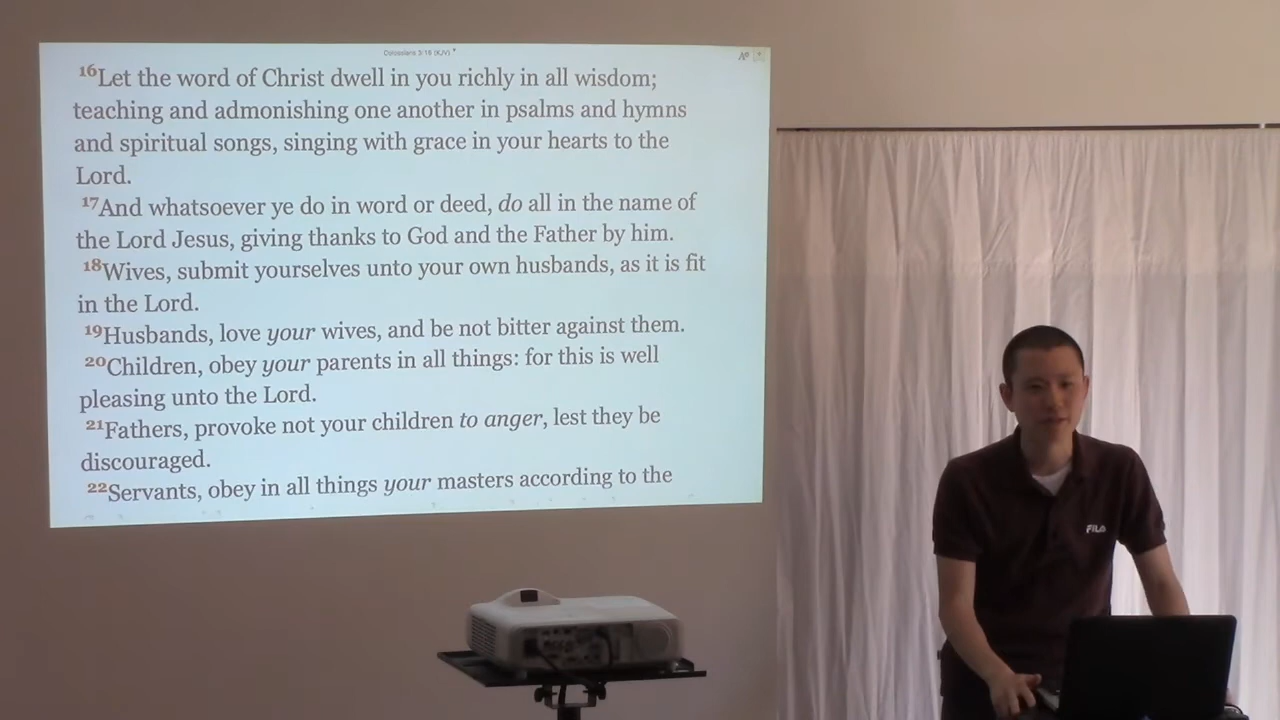 Colossians 3:16 (KJV)
16Let the word of Christ dwell in you richly in all wisdom;
teaching and admonishing one another in psalms and hymns
and spiritual songs, singing with grace in your hearts to the
Lord.
17And whatsoever ye do in word or deed, do all in the name of
the Lord Jesus, giving thanks to God and the Father by him.
18Wives, submit yourselves unto your own husbands, as it is fit
in the Lord.
19Husbands, love your wives, and be not bitter against them.
20Children, obey your parents in all things: for this is well
pleasing unto the Lord.
21Fathers, provoke not your children to anger, lest they be
discouraged.
22Servants, obey in all things your masters according to the
FILA